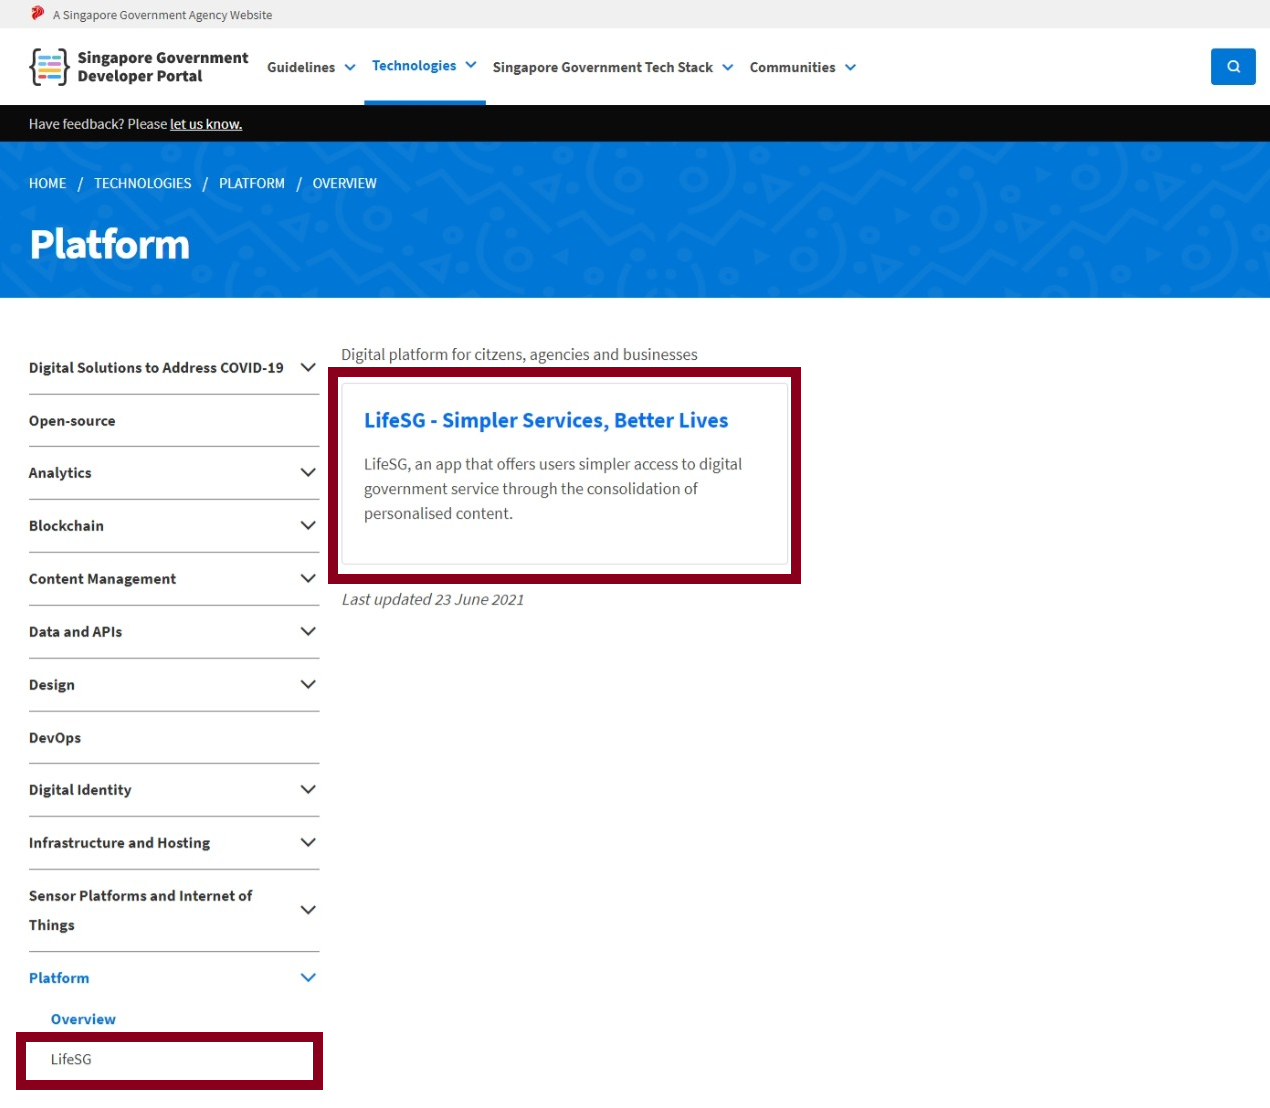 A Singapore Government Agency Website
Singapore Government
Developer Portal
Guidelines
Technologies
Singapore Government Tech Stack
Communities
Have feedback? Please let us know.
HOME / TECHNOLOGIES / PLATFORM / OVERVIEW
Platform
Digital Solutions to Address COVID-19
Open-source
Analytics
Blockchain
Content Management
Data and APIs
Design
DevOps
Digital Identity
Infrastructure and Hosting
Sensor Platforms and Internet of
Things
Platform
Overview
LifeSG
Digital platform for citzens, agencies and businesses
LifeSG - Simpler Services, Better Lives
LifeSG, an app that offers users simpler access to digital
government service through the consolidation of
personalised content.
Last updated 23 June 2021